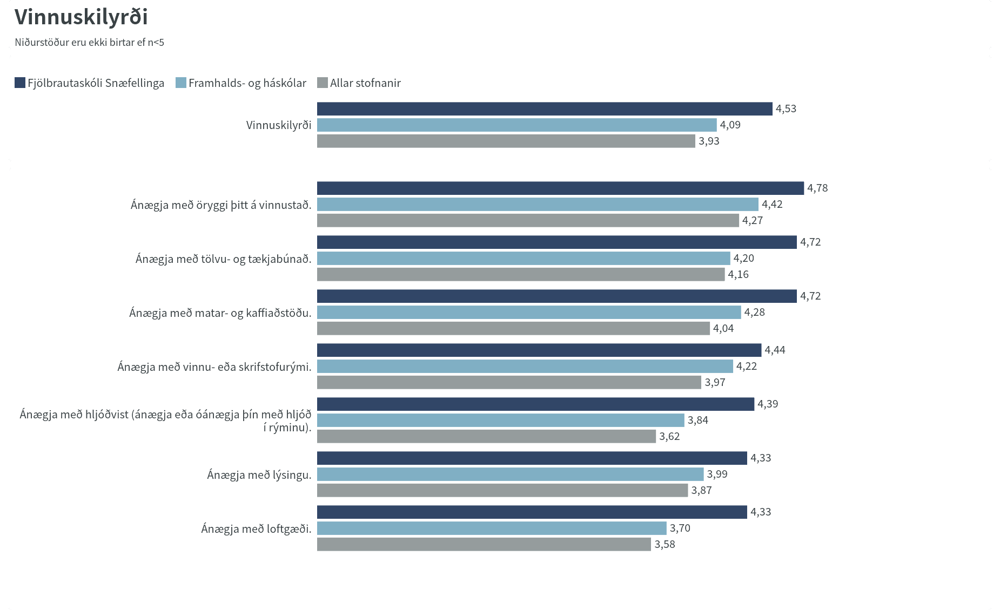 Vinnuskilyrði
Niðurstöður eru ekki birtar ef n<5
Fjölbrautaskóli Snæfellinga Framhalds- og háskólar Allar stofnanir
Vinnuskilyrði
4,53
4,09
3,93
Ánægja með öryggi þitt á vinnustað.
4,78
4,42
4,27
Ánægja með tölvu- og tækjabúnað.
4,72
4,20
4,16
Ánægja með matar- og kaffiaðstöðu.
4,72
4,28
4,04
Ánægja með vinnu- eða skrifstofurými.
4,44
4,22
3,97
Ánægja með hljóðvist (ánægja eða óánægja þín með hljóð
í rýminu).
4,39
3,84
3,62
Ánægja með lýsingu.
4,33
3,99
3,87
Ánægja með loftgæði.
4,33
3,70
3,58